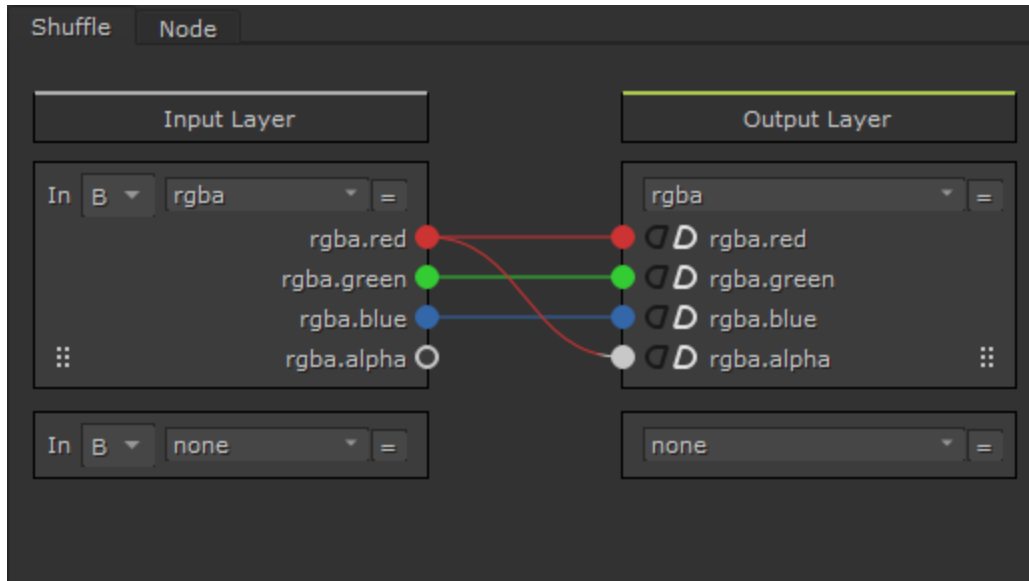 Shuffle Node
Input Layer
Output Layer
In B rgba =
rgba.red
rgba.green
rgba.blue
rgba.alpha
rgba =
rgba.red
rgba.green
rgba.blue
rgba.alpha
In B none =
none =